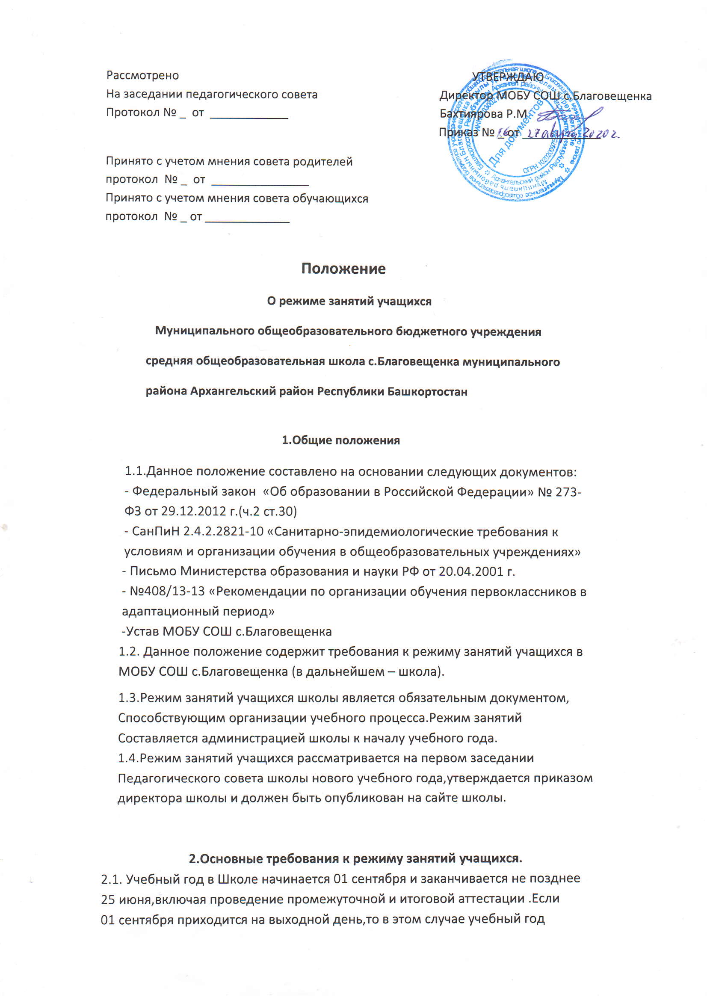 Рассмотрено
На заседании педагогического совета
Протокол № _ от ____________
УТВЕРЖДАЮ
Директор МОБУ СОШ с.Благовещенка
Бахтиярова Р.М.
Приказ № _ от 27 августа 2020 г.
Для документов
Принято с учетом мнения совета родителей
протокол № _ от _______________
Принято с учетом мнения совета обучающихся
протокол № _ от _____________
Положение
О режиме занятий учащихся
Муниципального общеобразовательного бюджетного учреждения
средняя общеобразовательная школа с.Благовещенка муниципального
района Архангельский район Республики Башкортостан
1.Общие положения
1.1.Данное положение составлено на основании следующих документов:
- Федеральный закон «Об образовании в Российской Федерации» № 273-
ФЗ от 29.12.2012 г.(ч.2 ст.30)
- СанПиН 2.4.2.2821-10 «Санитарно-эпидемиологические требования к
условиям и организации обучения в общеобразовательных учреждениях»
- Письмо Министерства образования и науки РФ от 20.04.2001 г.
- №408/13-13 «Рекомендации по организации обучения первоклассников в
адаптационный период»
-Устав МОБУ СОШ с.Благовещенка
1.2. Данное положение содержит требования к режиму занятий учащихся в
МОБУ СОШ с.Благовещенка (в дальнейшем – школа).
1.3.Режим занятий учащихся школы является обязательным документом,
Способствующим организации учебного процесса.Режим занятий
Составляется администрацией школы к началу учебного года.
1.4.Режим занятий учащихся рассматривается на первом заседании
Педагогического совета школы нового учебного года,утверждается приказом
директора школы и должен быть опубликован на сайте школы.
2.Основные требования к режиму занятий учащихся.
2.1. Учебный год в Школе начинается 01 сентября и заканчивается не позднее
25 июня,включая проведение промежуточной и итоговой аттестации .Если
01 сентября приходится на выходной день,то в этом случае учебный год